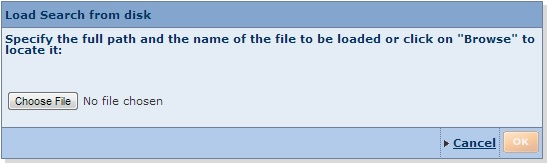 Load Search from disk
Specify the full path and the name of the file to be loaded or click on "Browse" to
locate it:
Choose File No file chosen
Cancel OK